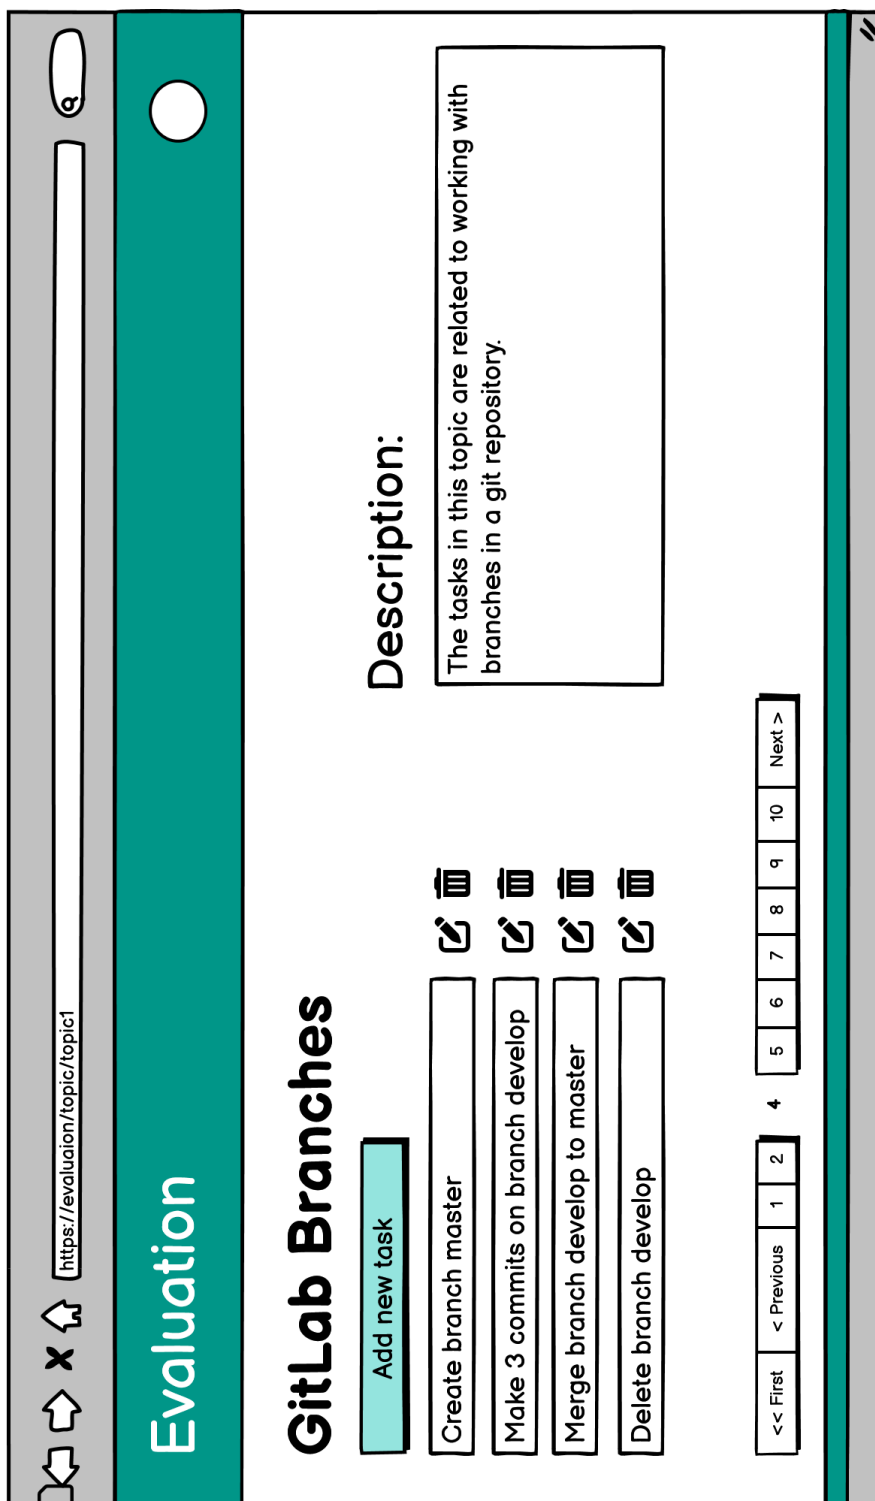 https://evaluaion/topic/topic1
Evaluation
GitLab Branches
Add new task
Description:
Create branch master
Make 3 commits on branch develop
Merge branch develop to master
Delete branch develop
The tasks in this topic are related to working with
branches in a git repository.
<< First < Previous 1 2 4 5 6 7 8 9 10 Next >